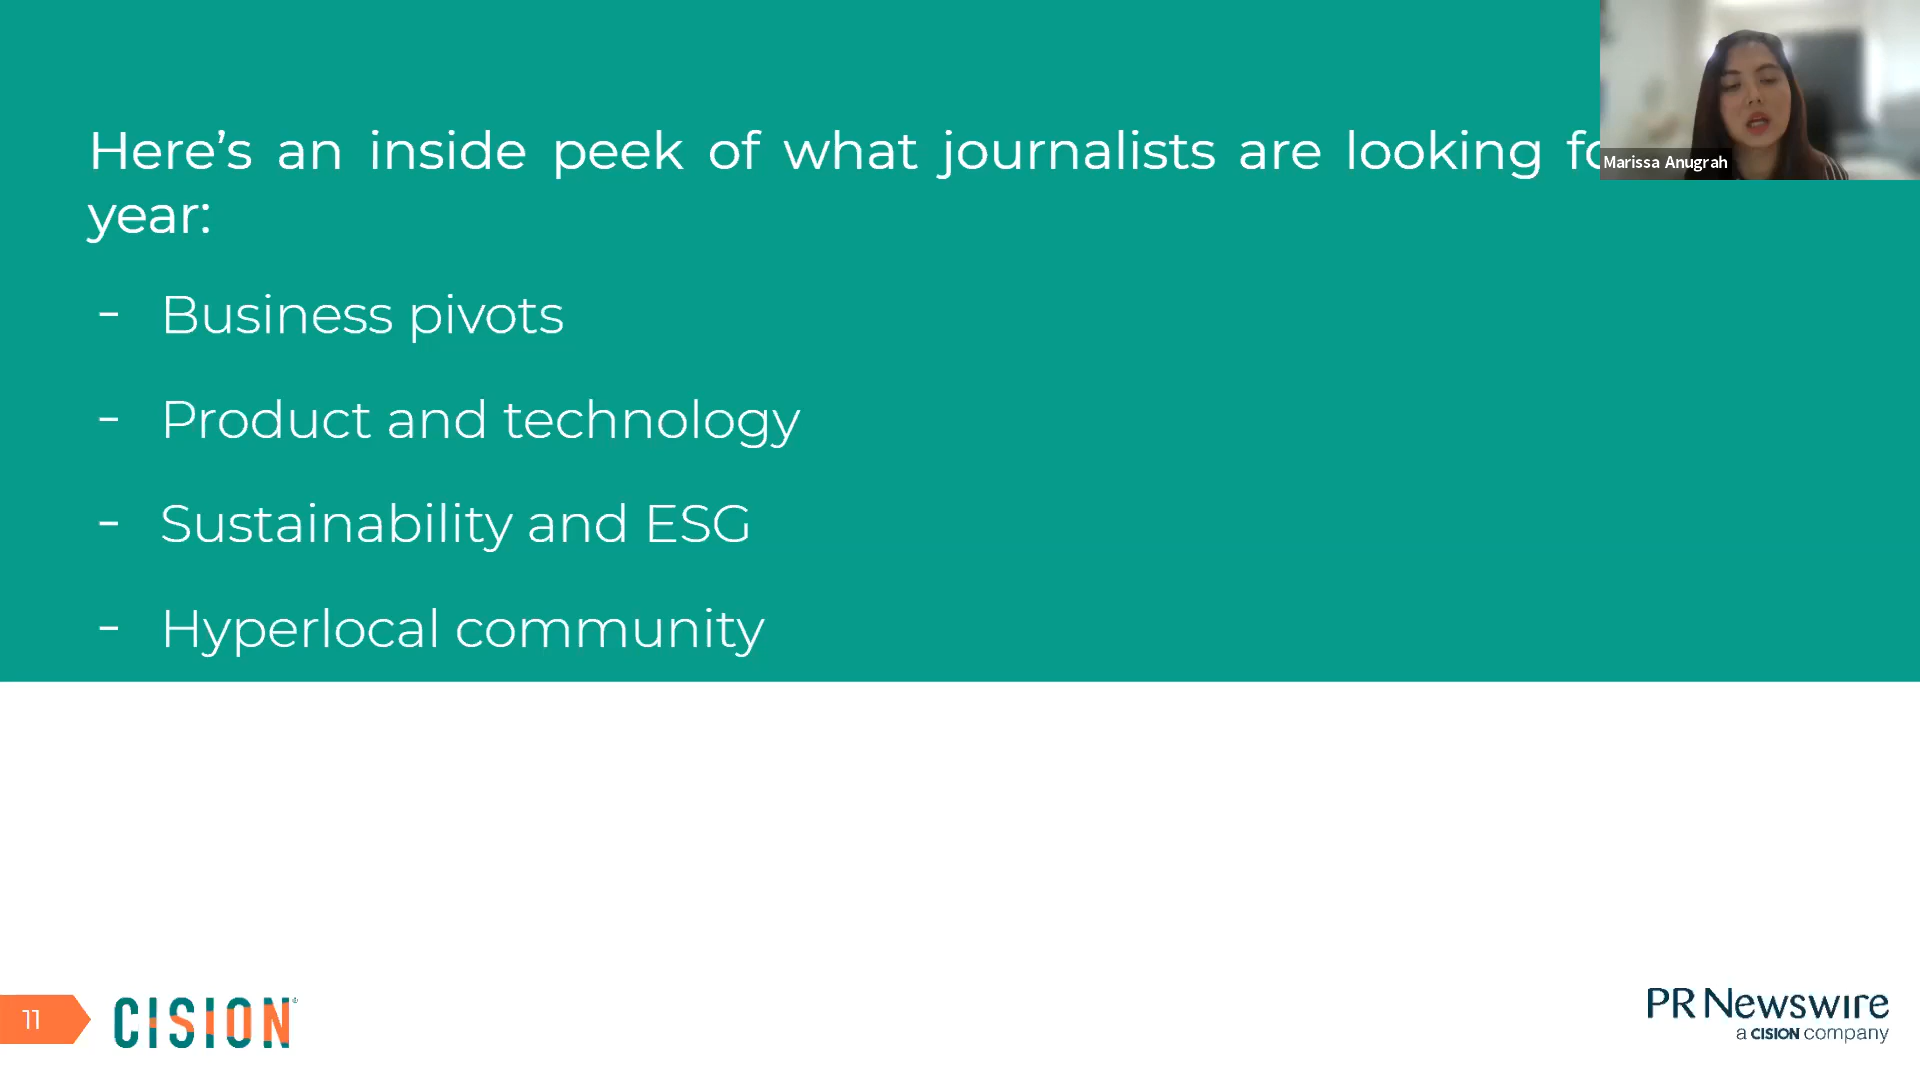 Here’s an inside peek of what journalists are looking
year:
- Business pivots
- Product and technology
- Sustainability and ESG
- Hyperlocal community
Marissa Anugrah
11
CISION®
PR Newswire
a CISION company